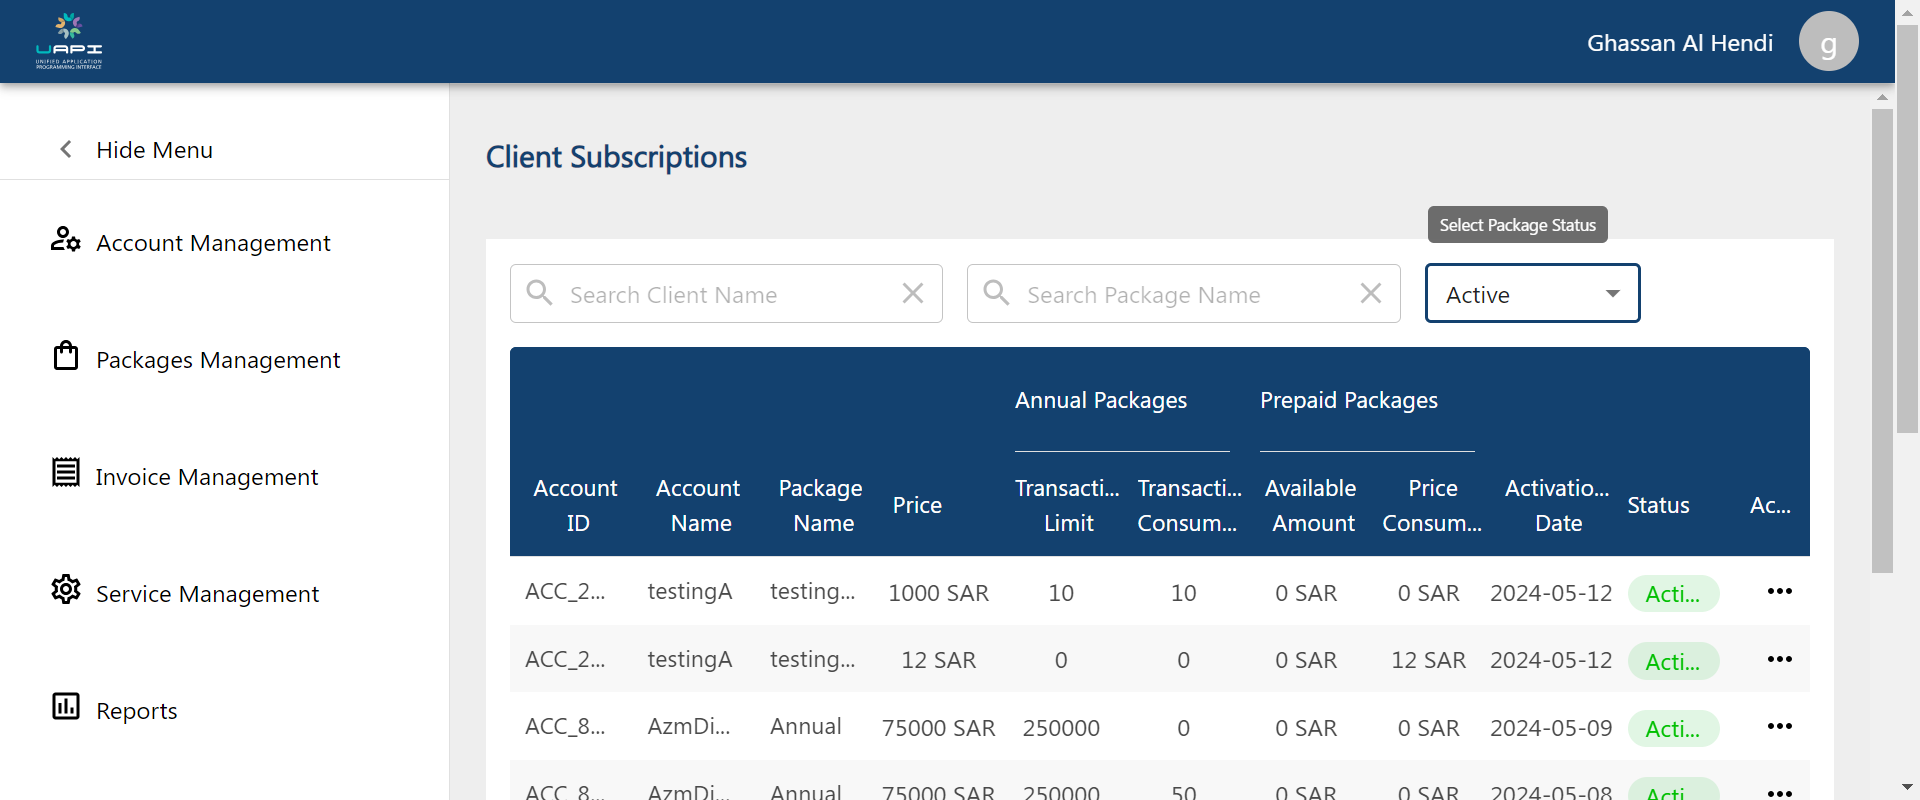 UAPI
UNIFIED APPLICATION
PROGRAMMING INTERFACE
Ghassan Al Hendi
g
Hide Menu
Account Management
Packages Management
Invoice Management
Service Management
Reports
Client Subscriptions
Select Package Status
Search Client Name
Search Package Name
Active
Annual Packages Prepaid Packages
Account ID
Account Name
Package Name
Price
Transacti... Limit
Transacti... Consum...
Available Amount
Price Consum...
Activatio... Date
Status
Ac...
ACC_2... testingA testing... 1000 SAR 10 10 0 SAR 0 SAR 2024-05-12 Acti... •••
ACC_2... testingA testing... 12 SAR 0 0 0 SAR 12 SAR 2024-05-12 Acti... •••
ACC_8... AzmDi... Annual 75000 SAR 250000 0 0 SAR 0 SAR 2024-05-09 Acti... •••
ACC_8... AzmDi... Annual 75000 SAR 250000 50 0 SAR 0 SAR 2024-05-08 Acti... •••